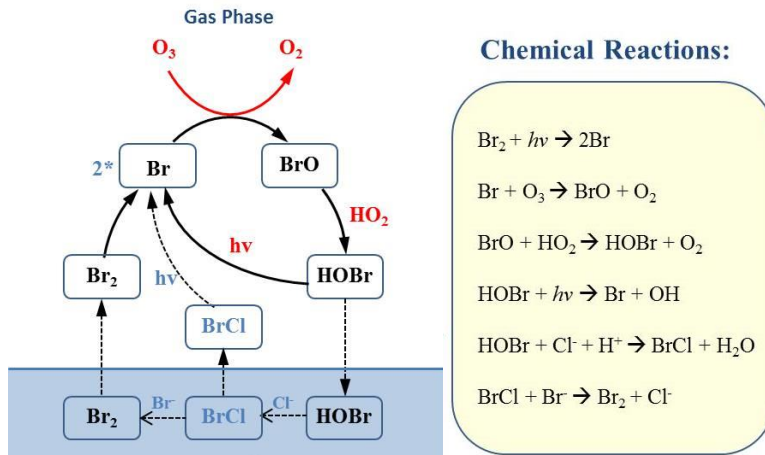 Gas Phase
O₃ O₂
2* Br BrO
HO₂
hν
Br₂ HOBr
hν
BrCl
Br₂ Br⁻ BrCl Cl⁻ HOBr
Chemical Reactions:
Br₂ + hν → 2Br
Br + O₃ → BrO + O₂
BrO + HO₂ → HOBr + O₂
HOBr + hν → Br + OH
HOBr + Cl⁻ + H⁺ → BrCl + H₂O
BrCl + Br⁻ → Br₂ + Cl⁻